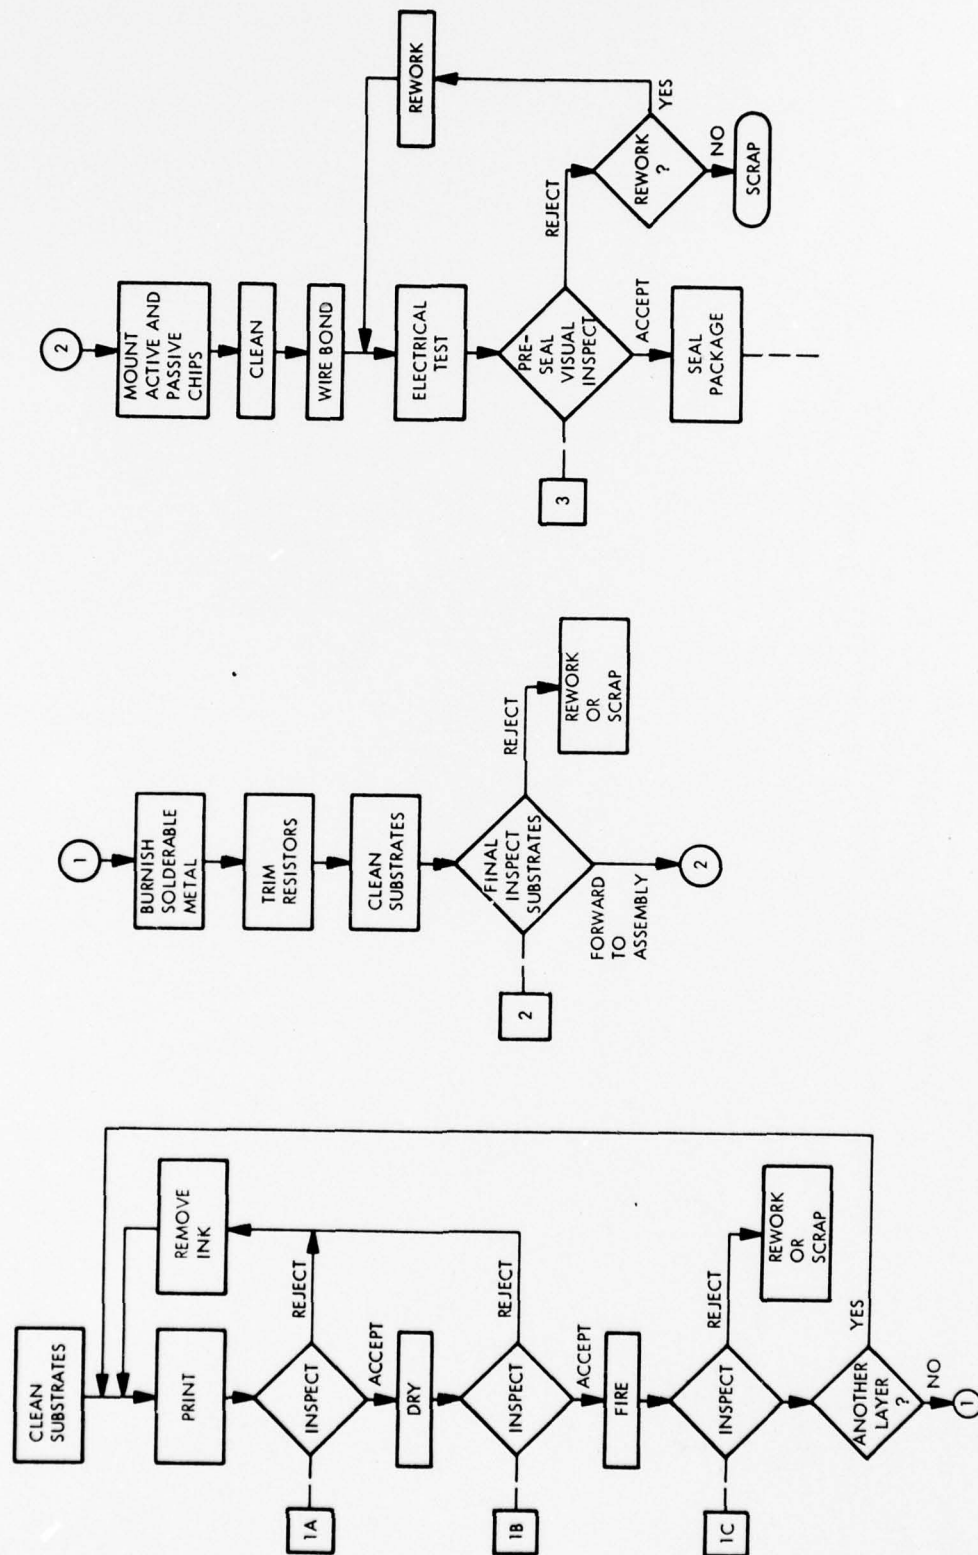 CLEAN
SUBSTRATES
PRINT
REMOVE
INK
INSPECT
REJECT
1A
ACCEPT
DRY
INSPECT
REJECT
1B
ACCEPT
FIRE
INSPECT
REJECT
1C
REWORK
OR
SCRAP
ANOTHER
LAYER
?
YES
NO
1
1
BURNISH
SOLDERABLE
METAL
TRIM
RESISTORS
CLEAN
SUBSTRATES
FINAL
INSPECT
SUBSTRATES
REJECT
2
REWORK
OR
SCRAP
FORWARD
TO
ASSEMBLY
2
2
MOUNT
ACTIVE AND
PASSIVE
CHIPS
CLEAN
WIRE BOND
REWORK
ELECTRICAL
TEST
PRE-
SEAL
VISUAL
INSPECT
REJECT
3
ACCEPT
REWORK
?
YES
NO
SCRAP
SEAL
PACKAGE